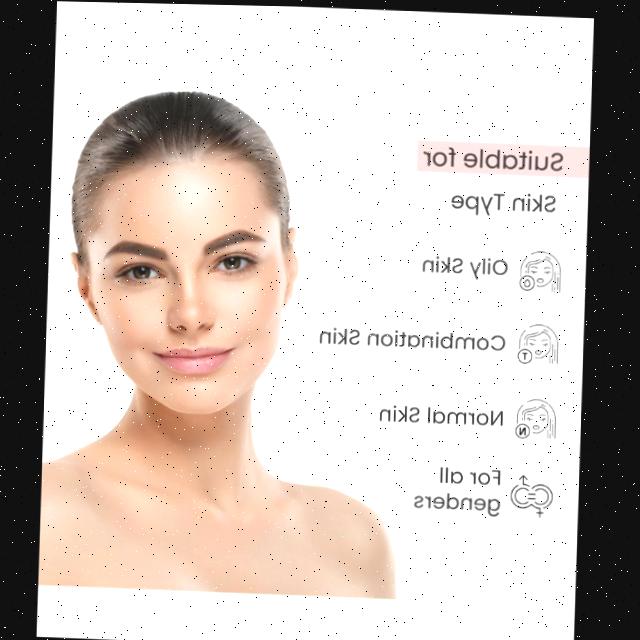 Suitable for
Skin Type
Oily Skin
Combination Skin
Normal Skin
For all
genders